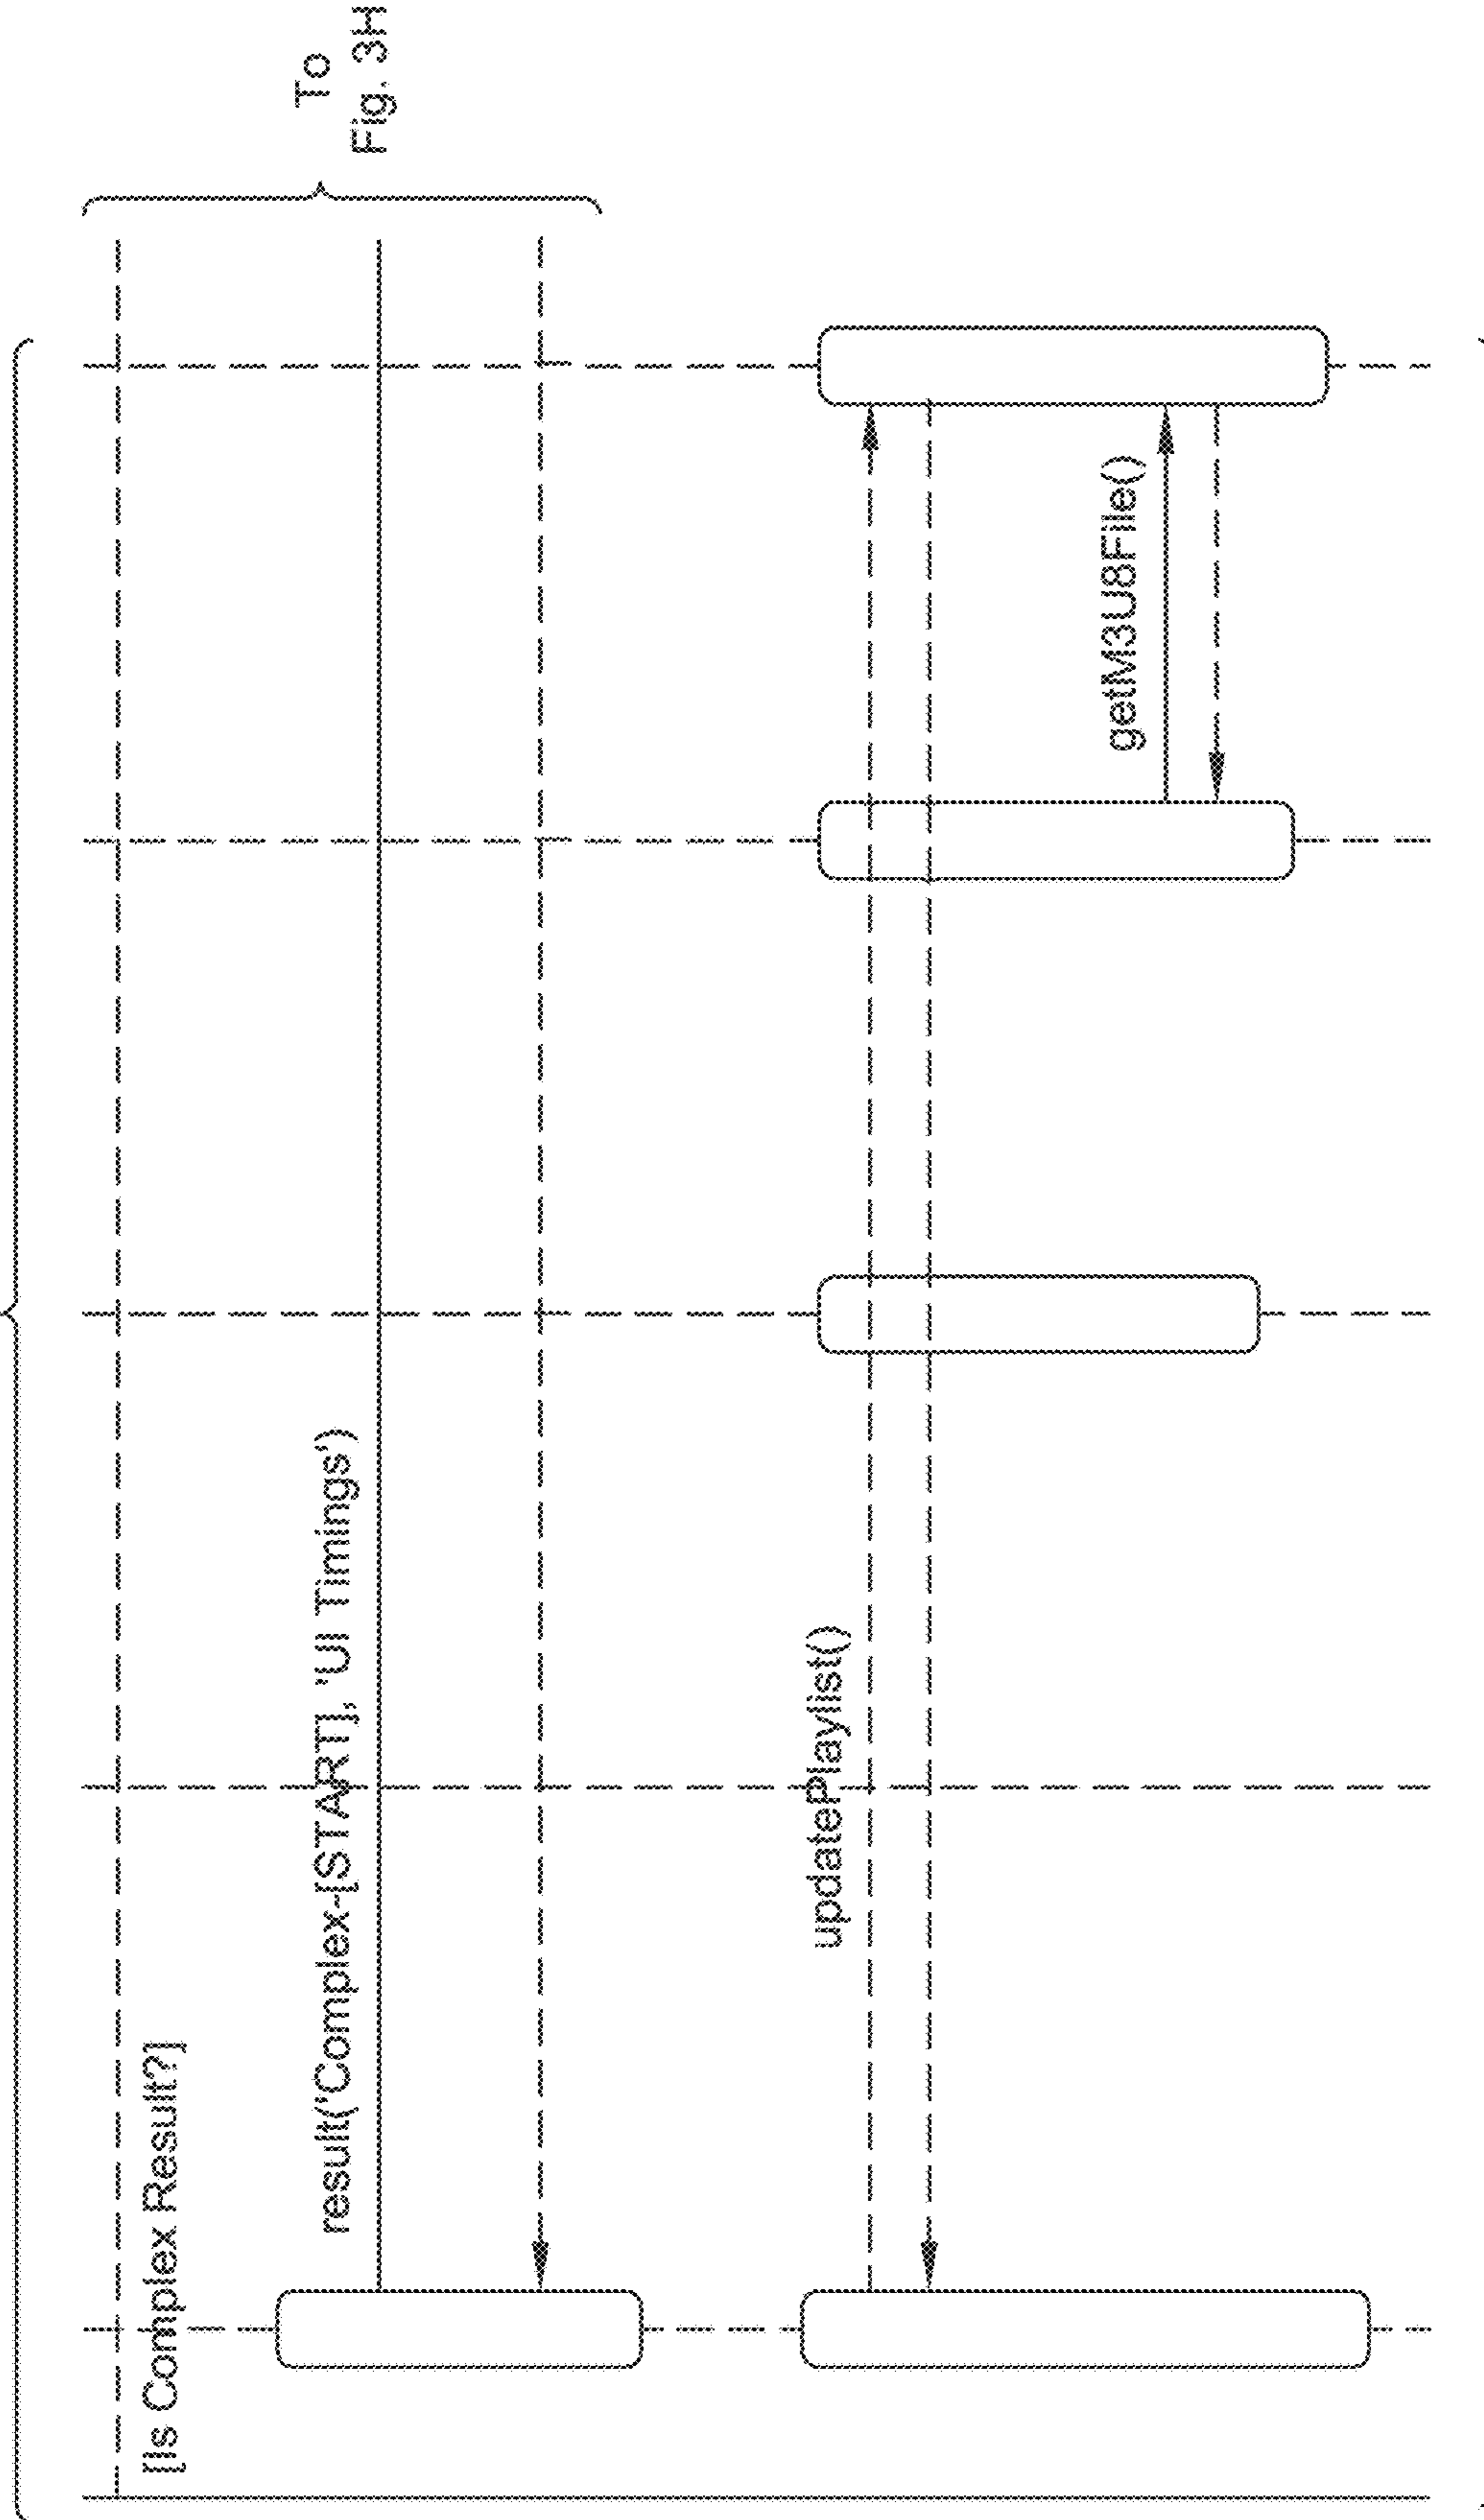 To
Fig. 3H
[Is Complex Result?]
result('Complex-[START], 'UI Timings')
updatePlaylist()
getM3U8File()